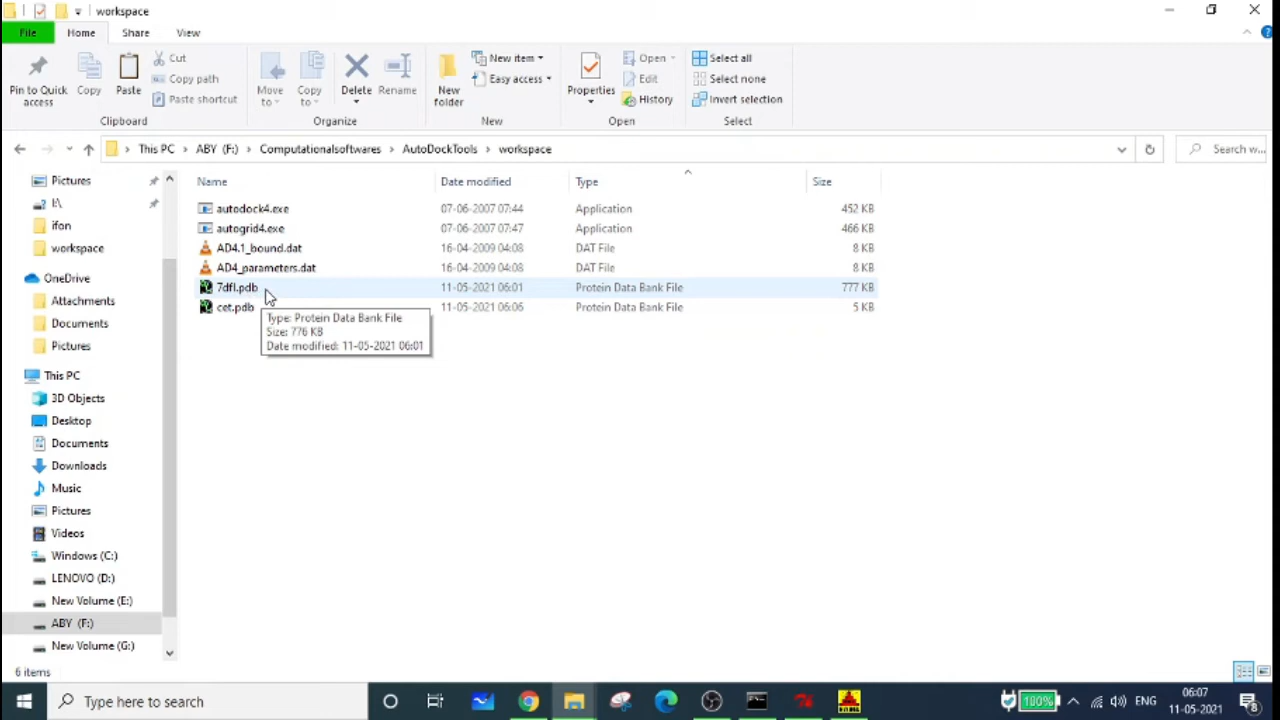 workspace
File Home Share View
Pin to Quick access
Copy
Paste
Cut
Copy path
Paste shortcut
Clipboard
Move to
Copy to
Delete
Rename
Organize
New folder
New item
Easy access
New
Properties
Open
Edit
History
Open
Select all
Select none
Invert selection
Select
This PC > ABY (F:) > Computationalsoftwares > AutoDockTools > workspace
Search w...
Name Date modified Type Size
autodock4.exe 07-06-2007 07:44 Application 452 KB
autogrid4.exe 07-06-2007 07:47 Application 466 KB
AD4.1_bound.dat 16-04-2009 04:08 DAT File 8 KB
AD4_parameters.dat 16-04-2009 04:08 DAT File 8 KB
7dfl.pdb 11-05-2021 06:01 Protein Data Bank File 777 KB
cet.pdb 11-05-2021 06:06 Protein Data Bank File 5 KB
Type: Protein Data Bank File
Size: 776 KB
Date modified: 11-05-2021 06:01
Pictures
I:\
ifon
workspace
OneDrive
Attachments
Documents
Pictures
This PC
3D Objects
Desktop
Documents
Downloads
Music
Pictures
Videos
Windows (C:)
LENOVO (D:)
New Volume (E:)
ABY (F:)
New Volume (G:)
6 items
Type here to search
100%
ENG
06:07
11-05-2021
8